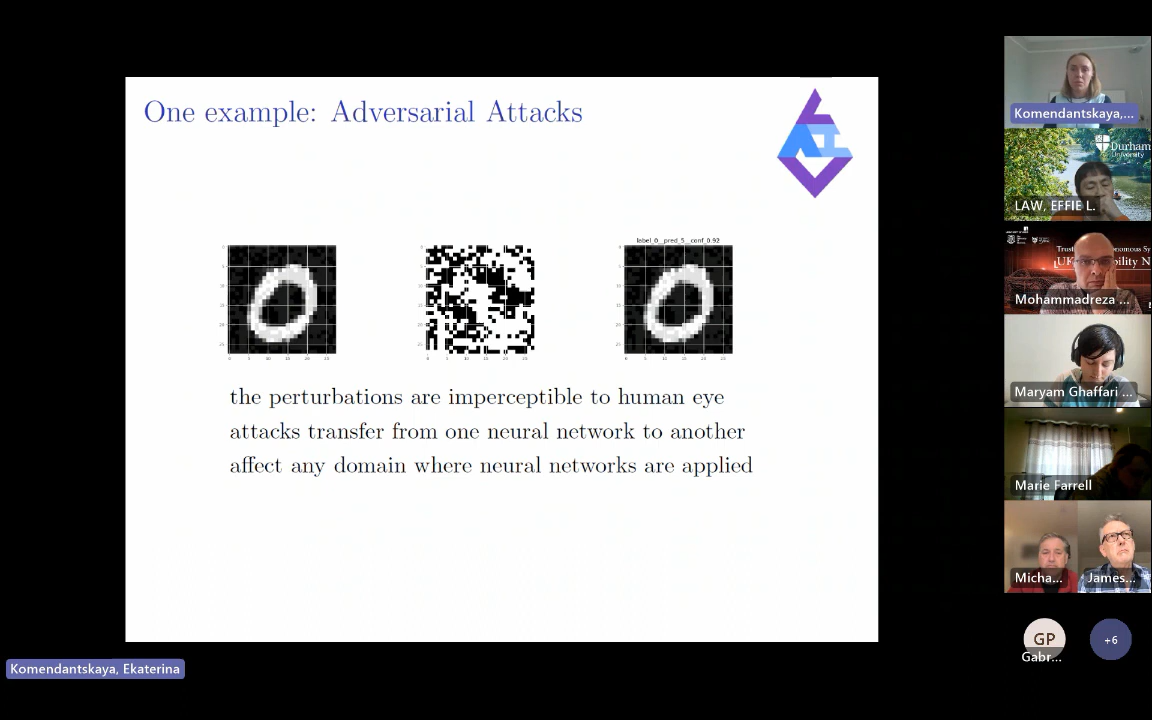 One example: Adversarial Attacks
label_0__pred_5__conf_0.92
the perturbations are imperceptible to human eye
attacks transfer from one neural network to another
affect any domain where neural networks are applied
Komendantskaya,...
Durham
University
LAW, EFFIE L.
Mohammadreza ...
Maryam Ghaffari ...
Marie Farrell
Micha...
James...
GP
+6
Gabr...
Komendantskaya, Ekaterina